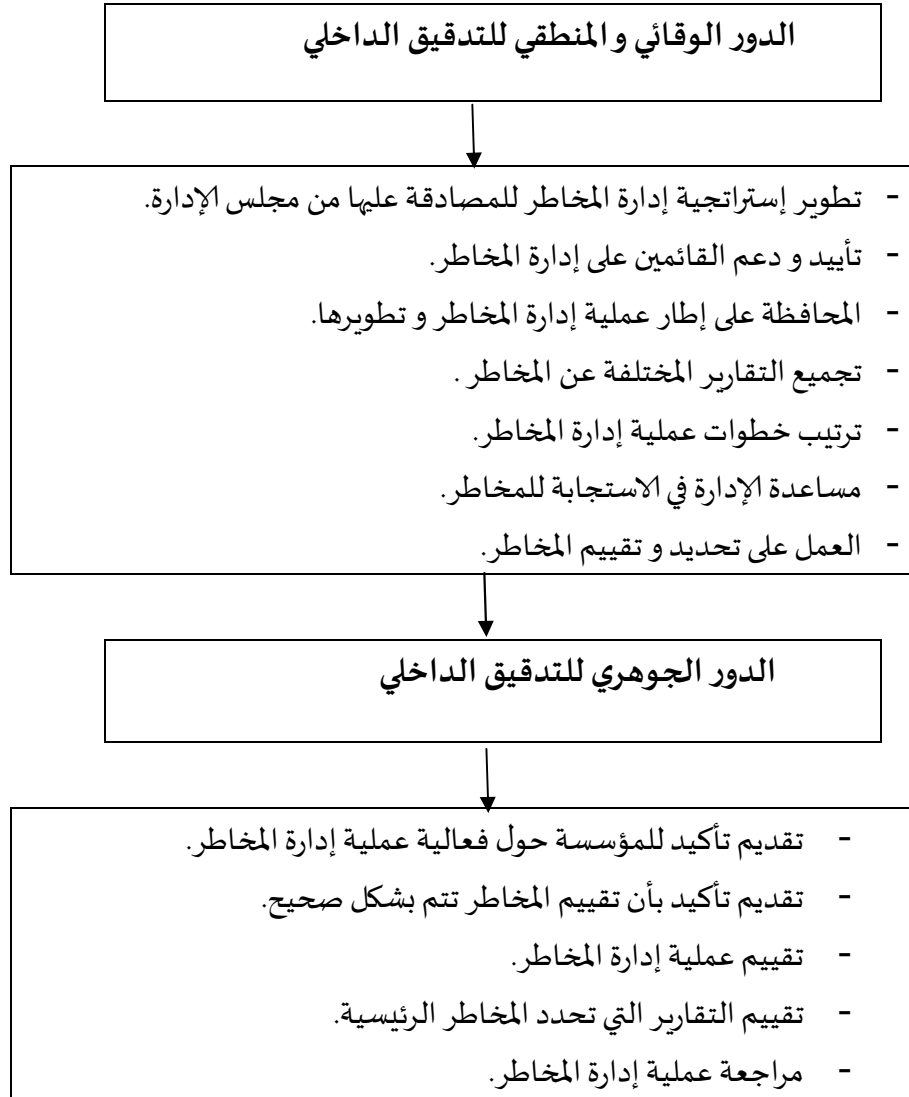 الدور الوقائي و المنطقي للتدقيق الداخلي
- تطوير إستراتجية إدارة المخاطر للمصادقة عليها من مجلس الإدارة.
- تأييد و دعم القائمين على إدارة المخاطر.
- المحافظة على إطار عملية إدارة المخاطر و تطويرها.
- تجميع التقارير المختلفة عن المخاطر .
- ترتيب خطوات عملية إدارة المخاطر.
- مساعدة الإدارة في الاستجابة للمخاطر.
- العمل على تحديد و تقييم المخاطر.
الدور الجوهري للتدقيق الداخلي
- تقديم تأكيد للمؤسسة حول فعالية عملية إدارة المخاطر.
- تقديم تأكيد بأن تقييم المخاطر تتم بشكل صحيح.
- تقييم عملية إدارة المخاطر.
- تقييم التقارير التي تحدد المخاطر الرئيسية.
- مراجعة عملية إدارة المخاطر.